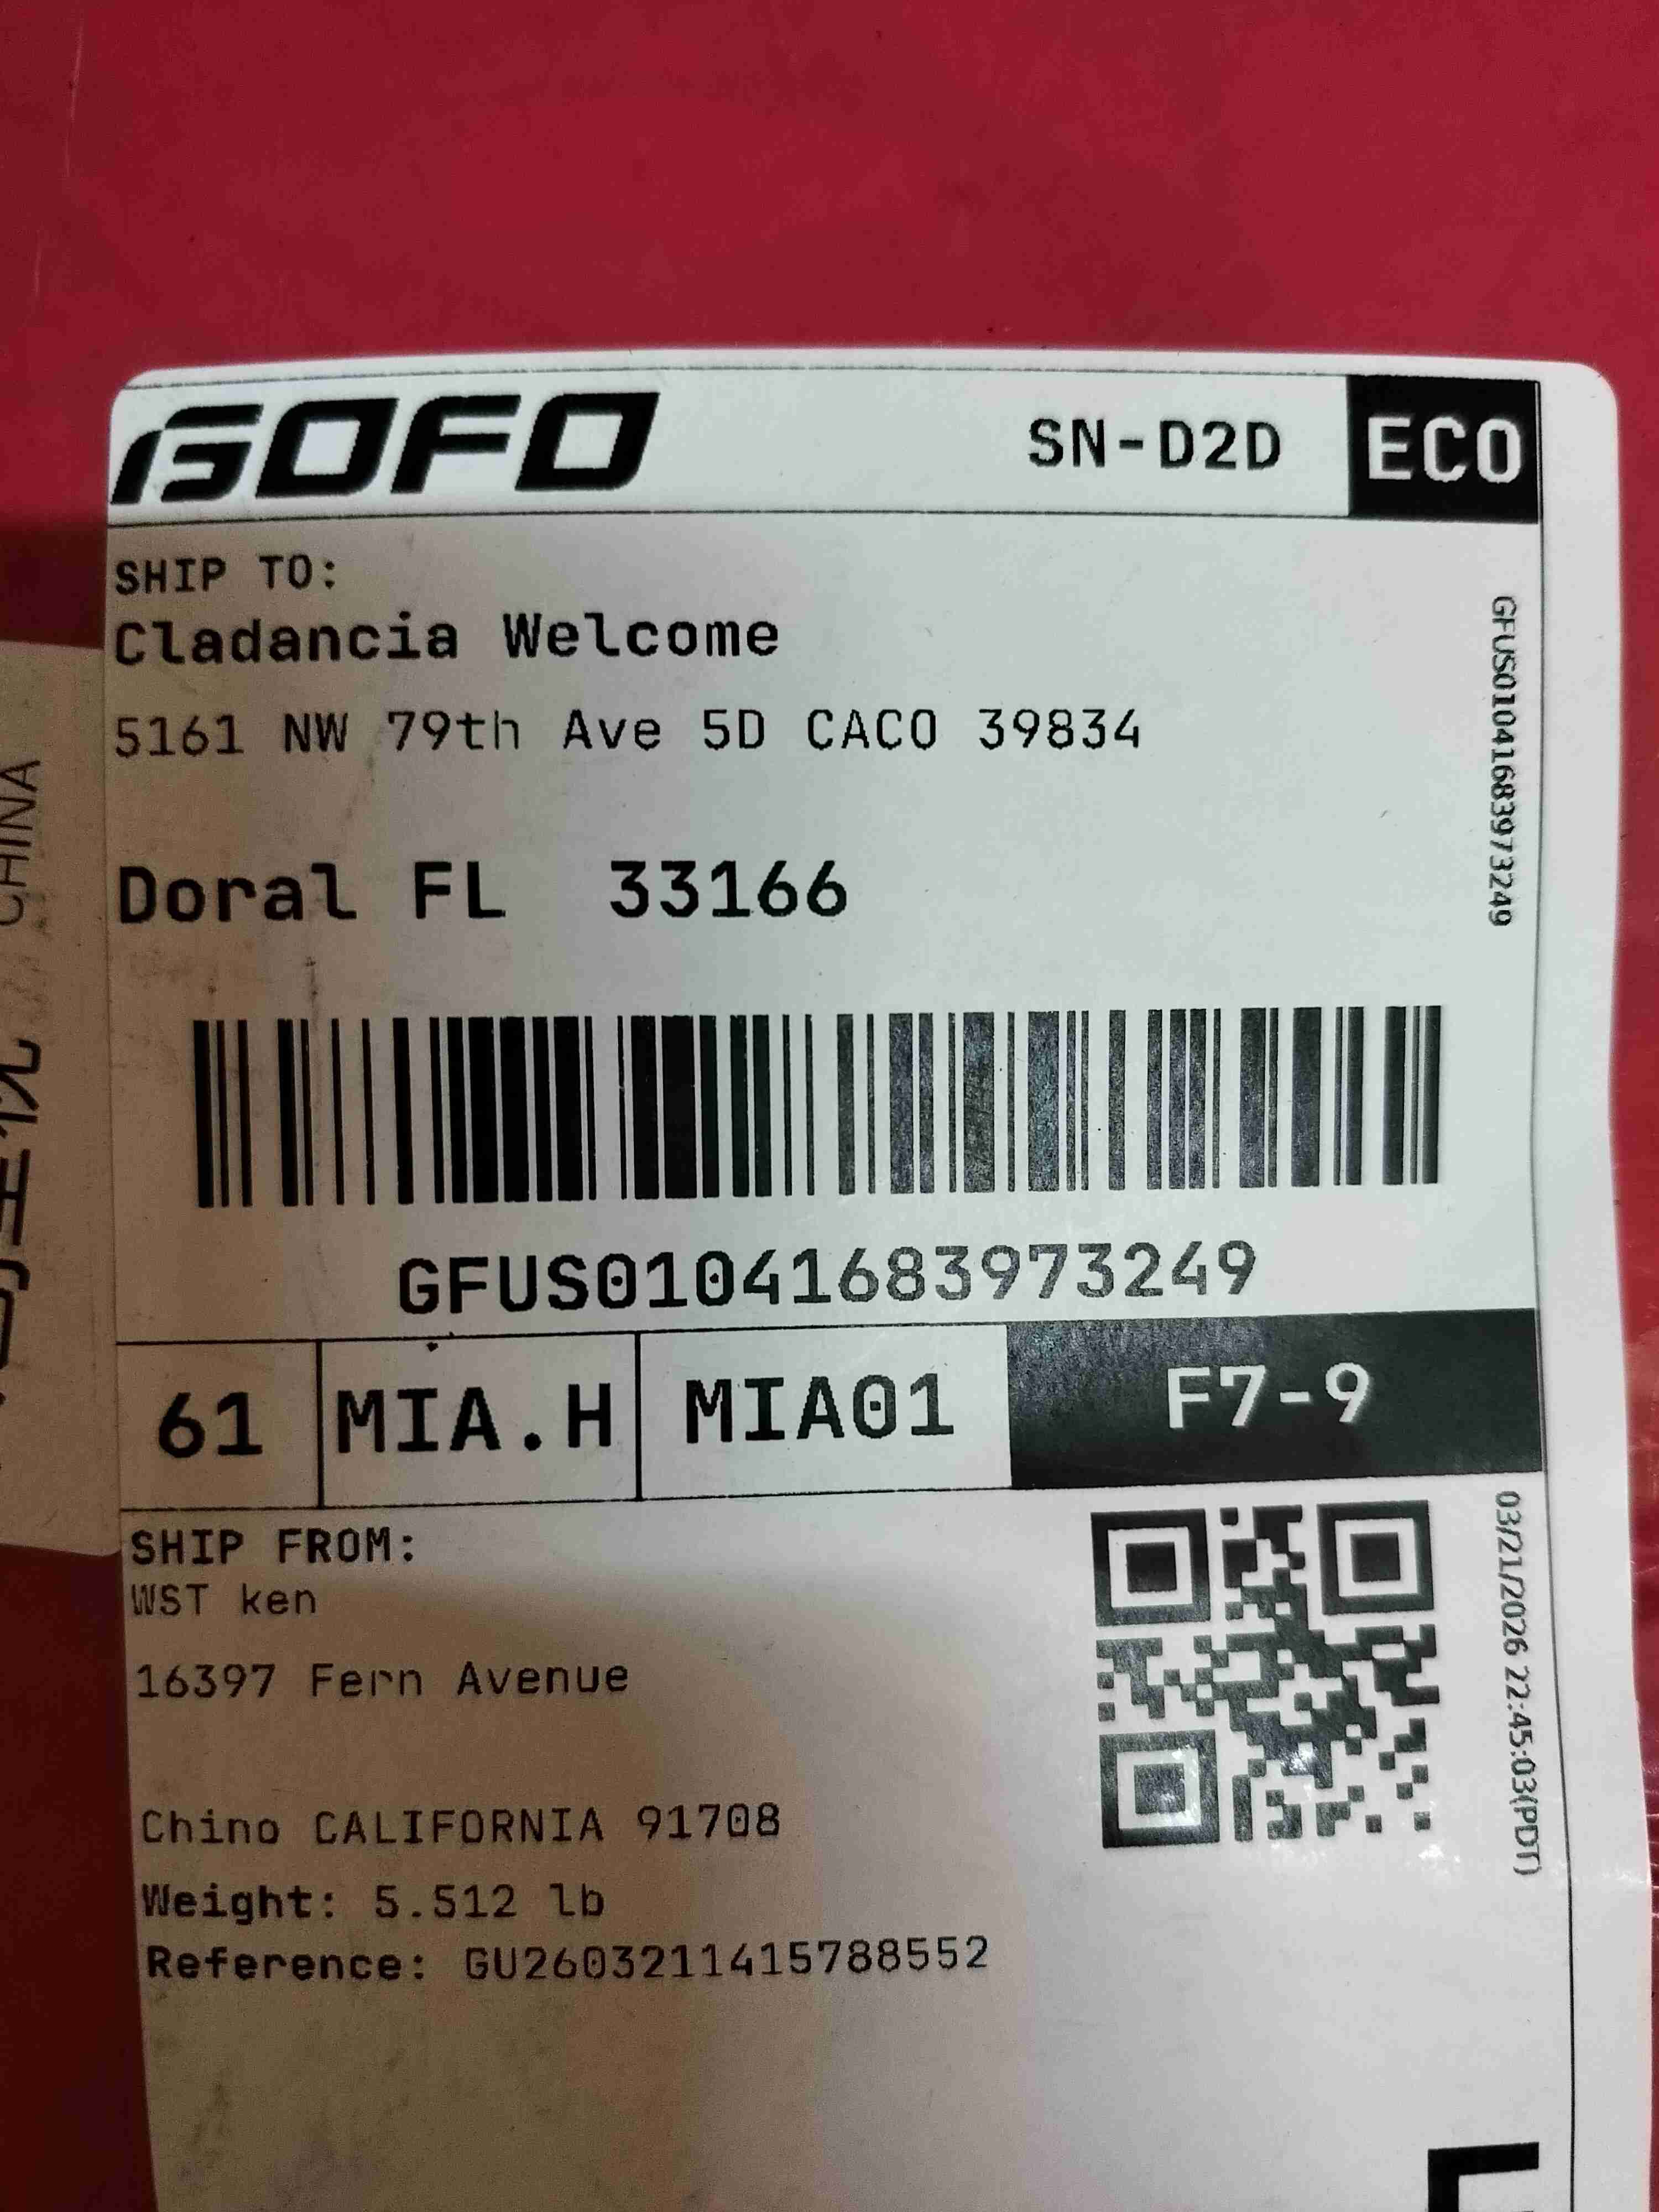 GOFO SN-D2D ECO
SHIP TO:
Cladancia Welcome
5161 NW 79th Ave 5D CACO 39834
Doral FL 33166
GFUS01041683973249
GFUS01041683973249
61 MIA.H MIA01 F7-9
SHIP FROM:
WST ken
16397 Fern Avenue
Chino CALIFORNIA 91708
Weight: 5.512 lb
Reference: GU2603211415788552
03/21/2026 22:45:03(PDT)
CHINA